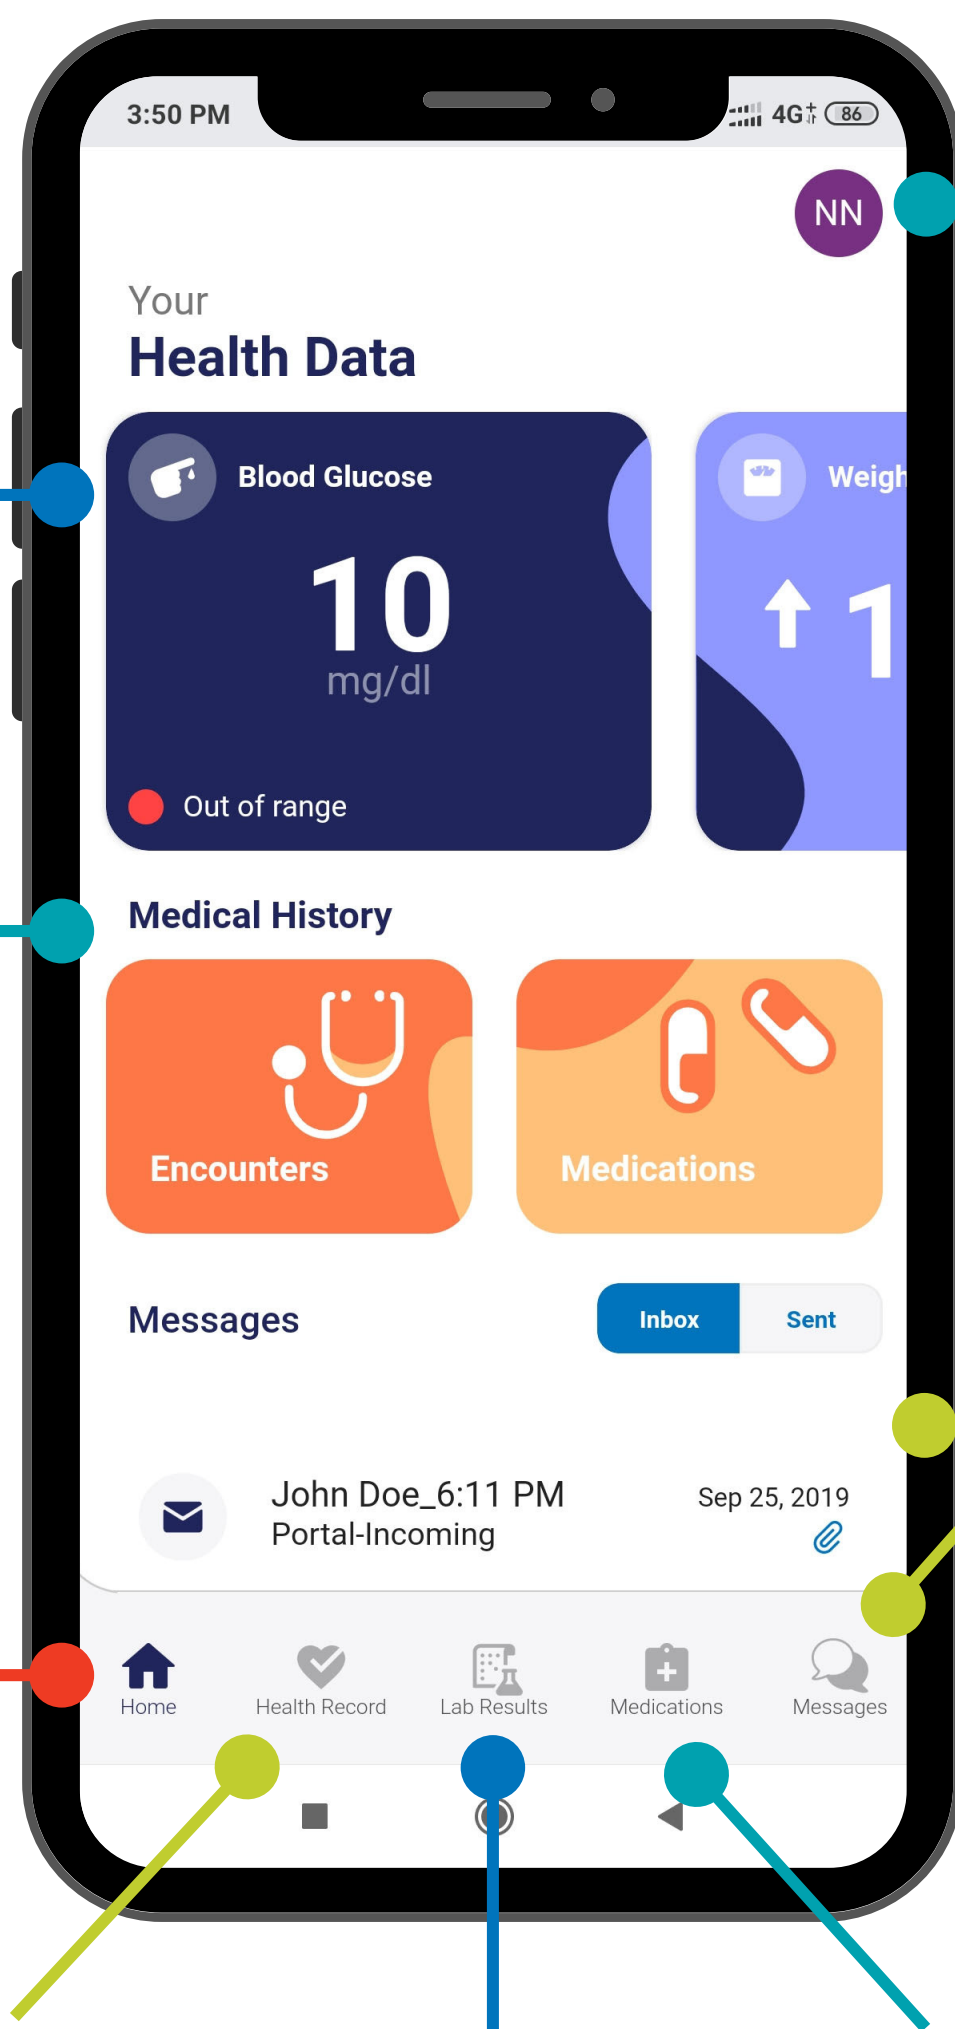 3:50 PM 4G+ 86
NN
Your
Health Data
Blood Glucose
10
mg/dl
Out of range
Weigh
1
Medical History
Encounters Medications
Messages Inbox Sent
John Doe_6:11 PM Sep 25, 2019
Portal-Incoming
Home Health Record Lab Results Medications Messages